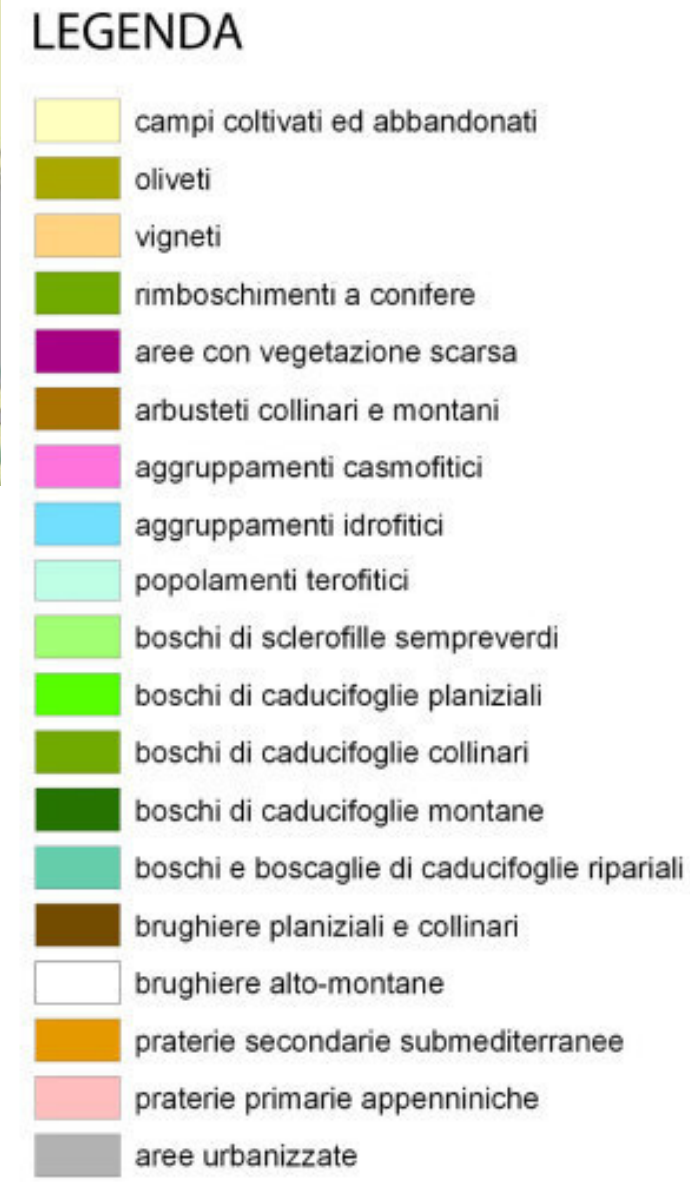 LEGENDA
campi coltivati ed abbandonati
oliveti
vigneti
rimboschimenti a conifere
aree con vegetazione scarsa
arbusteti collinari e montani
aggruppamenti casmofitici
aggruppamenti idrofitici
popolamenti terofitici
boschi di sclerofille sempreverdi
boschi di caducifoglie planiziali
boschi di caducifoglie collinari
boschi di caducifoglie montane
boschi e boscaglie di caducifoglie ripariali
brughiere planiziali e collinari
brughiere alto-montane
praterie secondarie submediterranee
praterie primarie appenniniche
aree urbanizzate